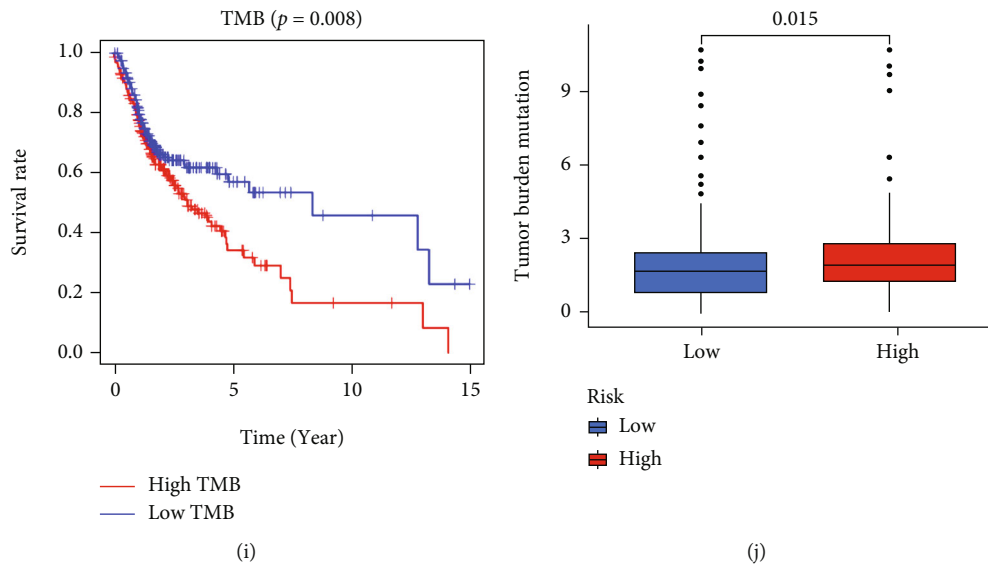 TMB (p = 0.008)
1.0
0.8
0.6
0.4
0.2
0.0
Survival rate
0
5
10
15
Time (Year)
High TMB
Low TMB
(i)
0.015
9
6
3
0
Tumor burden mutation
Low
High
Risk
Low
High
(j)